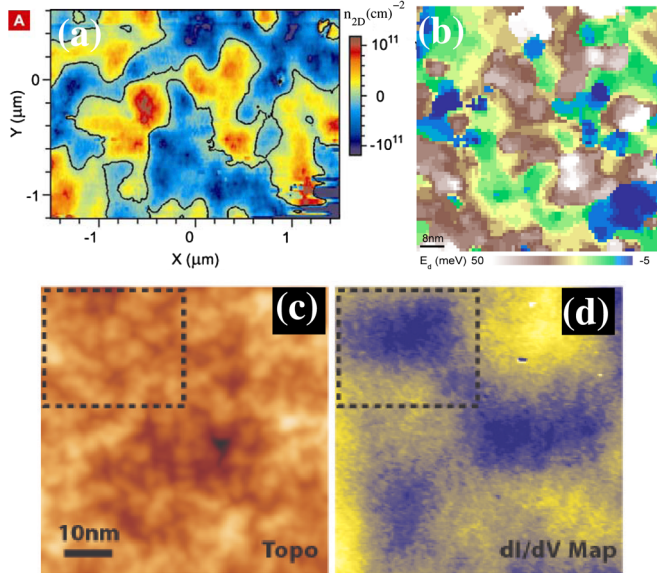 A
(a)
n2D(cm)-2
10¹¹
0
-10¹¹
0
-1
Y (μm)
-1
0
1
X (μm)
(b)
8nm
E_d (meV) 50
-5
(c)
10nm
Topo
(d)
dI/dV Map